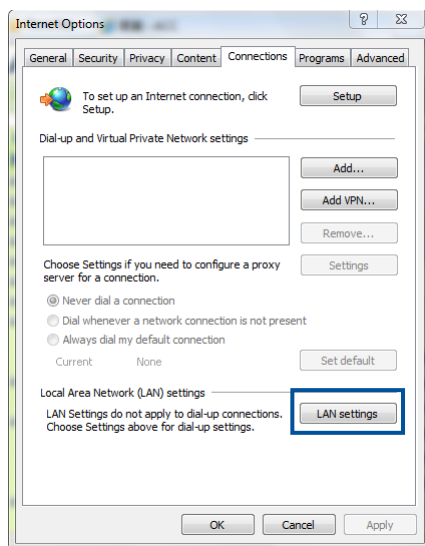 Internet Options
General Security Privacy Content Connections Programs Advanced
To set up an Internet connection, click
Setup.
Setup
Dial-up and Virtual Private Network settings
Add...
Add VPN...
Remove...
Choose Settings if you need to configure a proxy
server for a connection.
Settings
Never dial a connection
Dial whenever a network connection is not present
Always dial my default connection
Current None
Set default
Local Area Network (LAN) settings
LAN Settings do not apply to dial-up connections.
Choose Settings above for dial-up settings.
LAN settings
OK Cancel Apply